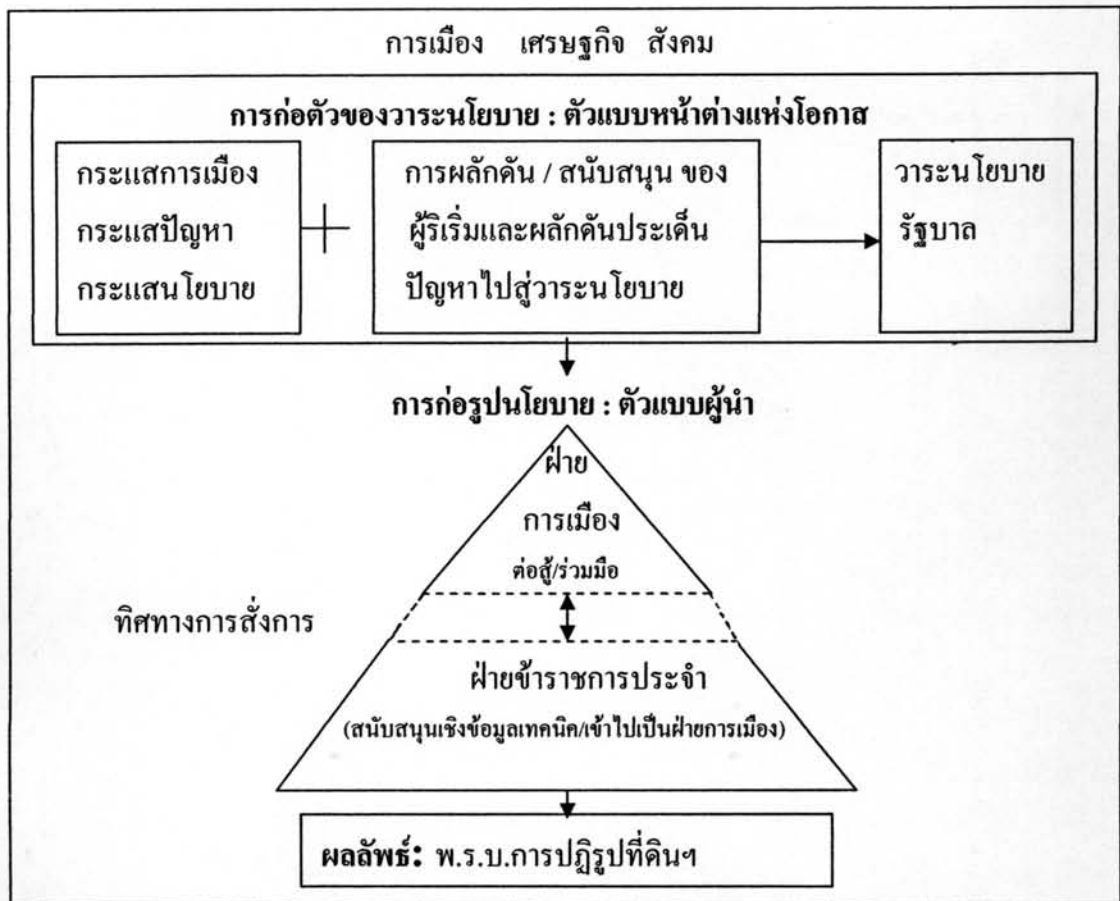 การเมือง เศรษฐกิจ สังคม
การก่อตัวของวาระนโยบาย : ตัวแบบหน้าต่างแห่งโอกาส
กระแสการเมือง
กระแสปัญหา
กระแสนโยบาย
+
การผลักดัน / สนับสนุน ของ
ผู้ริเริ่มและผลักดันประเด็น
ปัญหาไปสู่วาระนโยบาย
วาระนโยบาย
รัฐบาล
การก่อรูปนโยบาย : ตัวแบบผู้นำ
ฝ่าย
การเมือง
ต่อสู้/ร่วมมือ
ทิศทางการสั่งการ
ฝ่ายข้าราชการประจำ
(สนับสนุนเชิงข้อมูลเทคนิค/เข้าไปเป็นฝ่ายการเมือง)
ผลลัพธ์: พ.ร.บ.การปฏิรูปที่ดินฯ